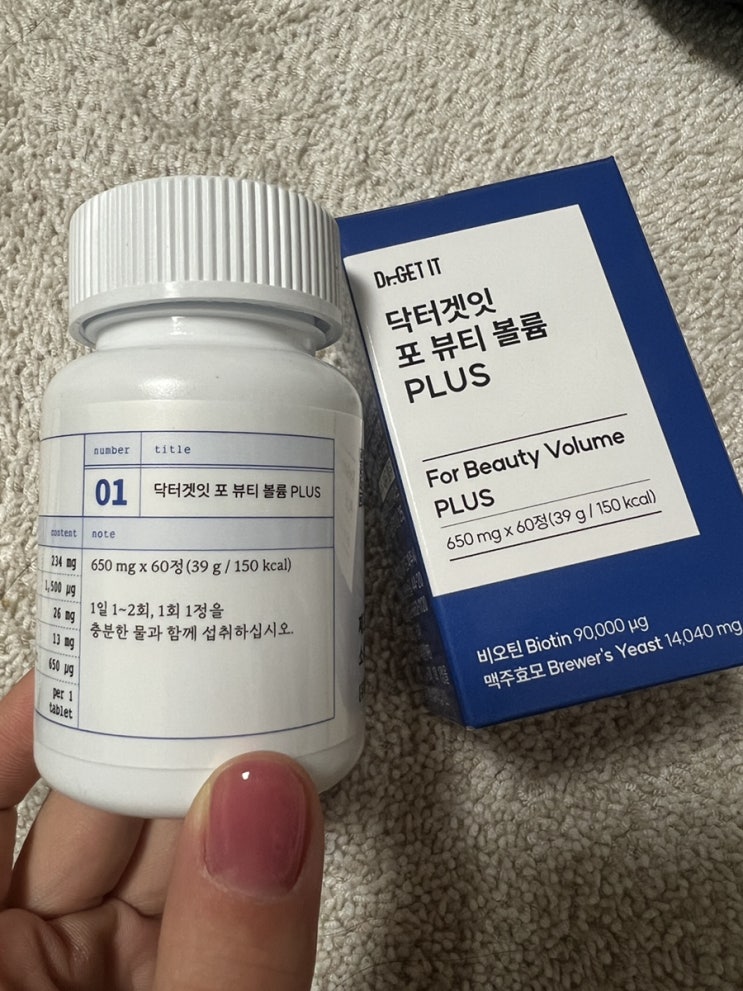 number title
01 닥터겟잇 포 뷰티 볼륨 PLUS
content note
234 mg
1,500 µg
26 mg
13 mg
650 µg
per 1
tablet
650 mg x 60정(39 g / 150 kcal)
1일 1~2회, 1회 1정을
충분한 물과 함께 섭취하십시오.
Dr.GET IT
닥터겟잇
포 뷰티 볼륨
PLUS
For Beauty Volume
PLUS
650 mg x 60정(39 g / 150 kcal)
비오틴 Biotin 90,000 µg
맥주효모 Brewer's Yeast 14,040 mg